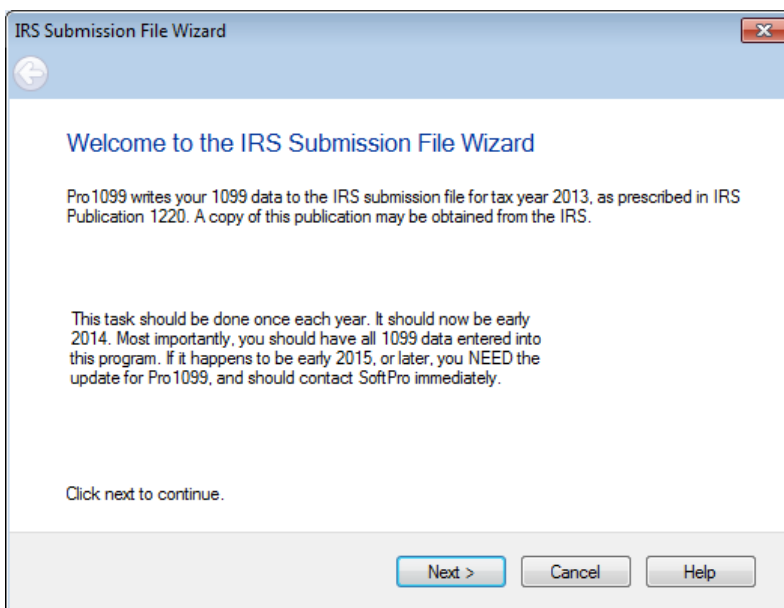 IRS Submission File Wizard
Welcome to the IRS Submission File Wizard
Pro1099 writes your 1099 data to the IRS submission file for tax year 2013, as prescribed in IRS
Publication 1220. A copy of this publication may be obtained from the IRS.
This task should be done once each year. It should now be early
2014. Most importantly, you should have all 1099 data entered into
this program. If it happens to be early 2015, or later, you NEED the
update for Pro1099, and should contact SoftPro immediately.
Click next to continue.
Next > Cancel Help